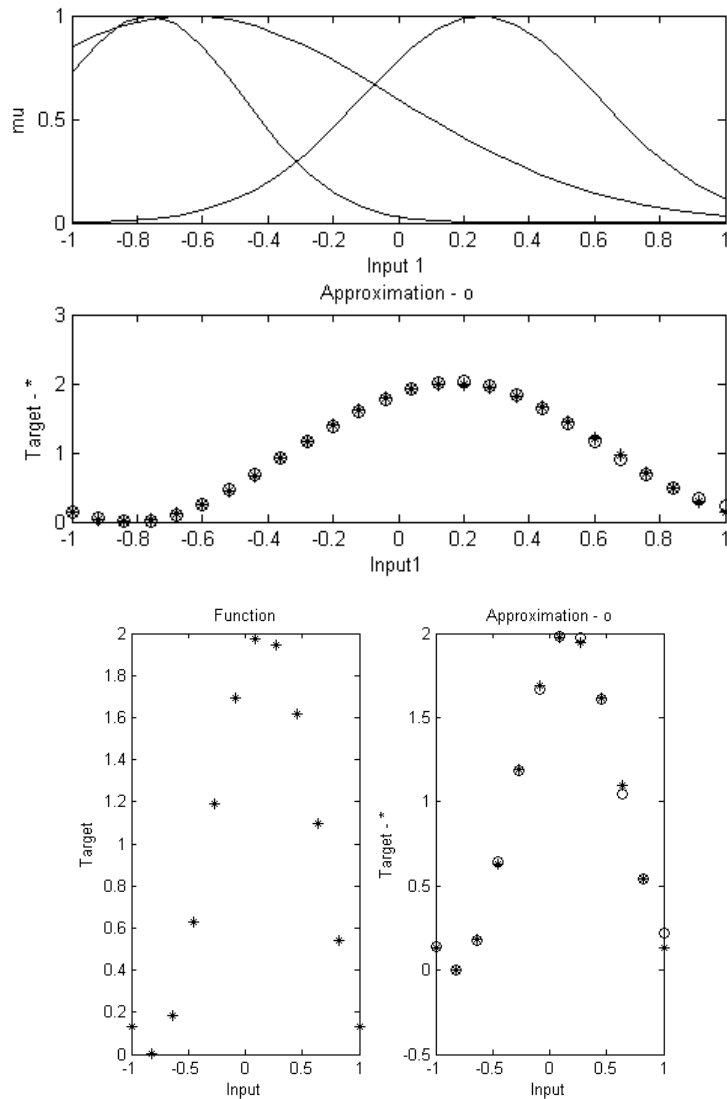 1
0.5
0
mu
-1 -0.8 -0.6 -0.4 -0.2 0 0.2 0.4 0.6 0.8 1
Input 1
Approximation - o
3
2
1
0
Target - *
-1 -0.8 -0.6 -0.4 -0.2 0 0.2 0.4 0.6 0.8 1
Input1
Function
2
1.8
1.6
1.4
1.2
1
0.8
0.6
0.4
0.2
0
Target
-1 -0.5 0 0.5 1
Input
Approximation - o
2
1.5
1
0.5
0
-0.5
Target - *
-1 -0.5 0 0.5 1
Input